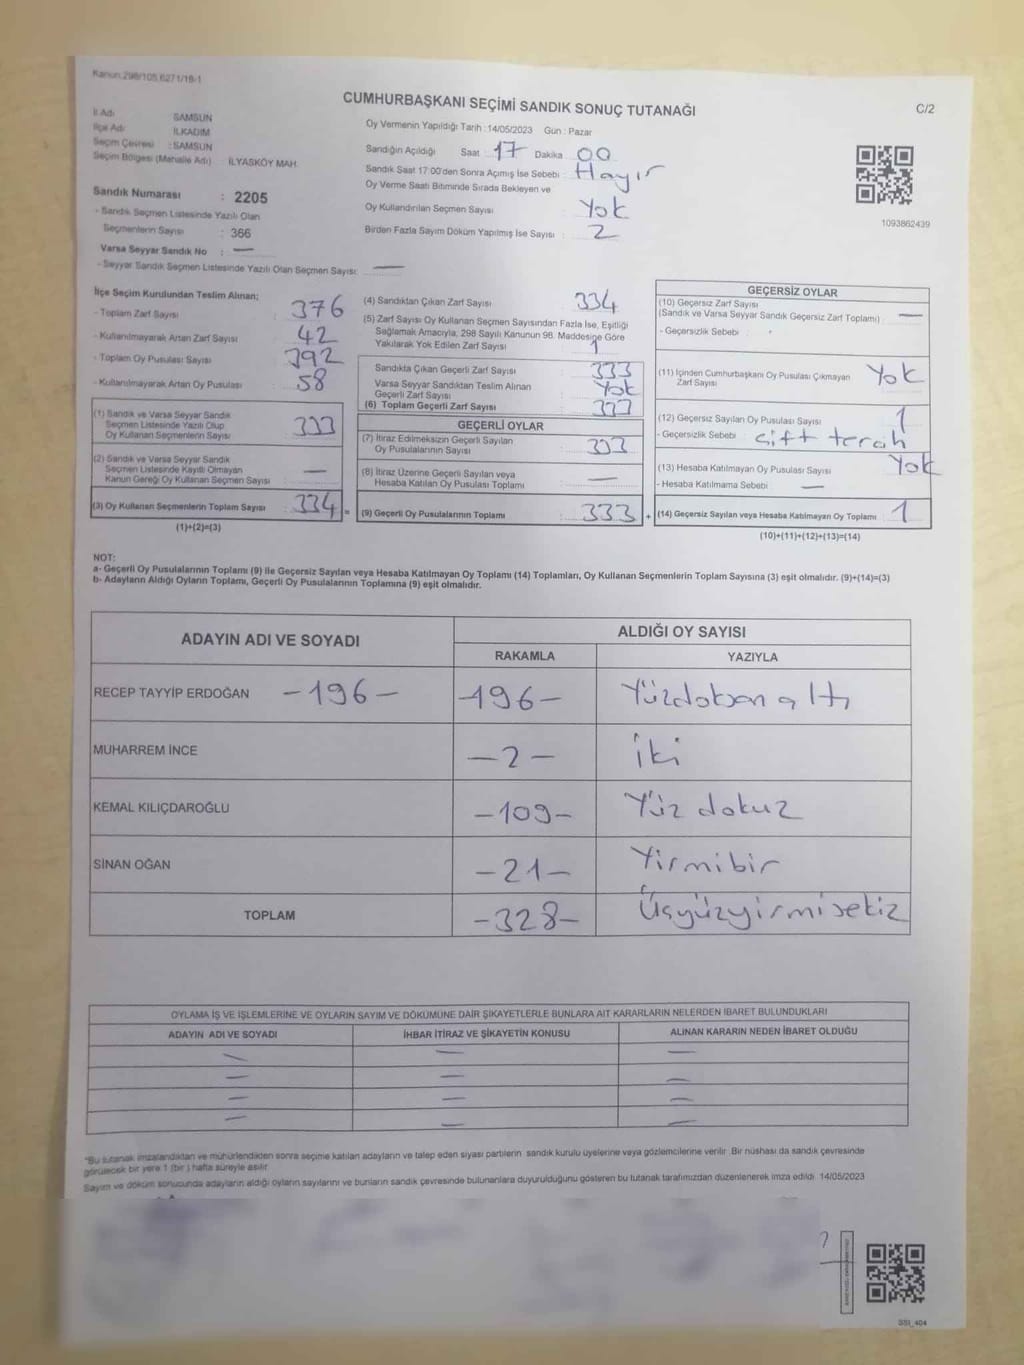 Kanun 298/105,6271/18-1
CUMHURBAŞKANI SEÇİMİ SANDIK SONUÇ TUTANAĞI
C/2
İl Adı SAMSUN
İlçe Adı İLKADIM
Seçim Çevresi :SAMSUN
Seçim Bölgesi (Mahalle Adı) İLYASKÖY MAH.
Sandık Numarası : 2205
- Sandık Seçmen Listesinde Yazılı Olan
Seçmenlerin Sayısı : 366
Varsa Seyyar Sandık No : —
- Seyyar Sandık Seçmen Listesinde Yazılı Olan Seçmen Sayısı: —
Oy Vermenin Yapıldığı Tarih : 14/05/2023 Gün : Pazar
Sandığın Açıldığı Saat 17 Dakika 00
Sandık Saat 17:00'den Sonra Açılmış İse Sebebi : Hayır
Oy Verme Saati Bitiminde Sırada Bekleyen ve
Oy Kullandırılan Seçmen Sayısı Yok
Birden Fazla Sayım Döküm Yapılmış İse Sayısı : 2
1093862439
İlçe Seçim Kurulundan Teslim Alınan;
- Toplam Zarf Sayısı 376
- Kullanılmayarak Artan Zarf Sayısı 42
- Toplam Oy Pusulası Sayısı 392
- Kullanılmayarak Artan Oy Pusulası 58
(1) Sandık ve Varsa Seyyar Sandık
Seçmen Listesinde Yazılı Olup
Oy Kullanan Seçmenlerin Sayısı 333
(2) Sandık ve Varsa Seyyar Sandık
Seçmen Listesinde Kayıtlı Olmayan
Kanun Gereği Oy Kullanan Seçmen Sayısı : —
(3) Oy Kullanan Seçmenlerin Toplam Sayısı : 334 =
(1)+(2)=(3)
(4) Sandıktan Çıkan Zarf Sayısı 334
(5) Zarf Sayısı Oy Kullanan Seçmen Sayısından Fazla İse, Eşitliği
Sağlamak Amacıyla, 298 Sayılı Kanunun 98. Maddesine Göre
Yakılarak Yok Edilen Zarf Sayısı 1
Sandıkta Çıkan Geçerli Zarf Sayısı : 333
Varsa Seyyar Sandıktan Teslim Alınan
Geçerli Zarf Sayısı Yok
(6) Toplam Geçerli Zarf Sayısı : 333
GEÇERLİ OYLAR
(7) İtiraz Edilmeksizin Geçerli Sayılan
Oy Pusulalarının Sayısı 333
(8) İtiraz Üzerine Geçerli Sayılan veya
Hesaba Katılan Oy Pusulası Toplamı —
(9) Geçerli Oy Pusulalarının Toplamı : 333 +
GEÇERSİZ OYLAR
(10) Geçersiz Zarf Sayısı
(Sandık ve Varsa Seyyar Sandık Geçersiz Zarf Toplamı) : —
- Geçersizlik Sebebi :
(11) İçinden Cumhurbaşkanı Oy Pusulası Çıkmayan
Zarf Sayısı Yok
(12) Geçersiz Sayılan Oy Pusulası Sayısı 1
- Geçersizlik Sebebi : Çift tercih
(13) Hesaba Katılmayan Oy Pusulası Sayısı Yok
- Hesaba Katılmama Sebebi —
(14) Geçersiz Sayılan veya Hesaba Katılmayan Oy Toplamı 1
(10)+(11)+(12)+(13)=(14)
NOT:
a- Geçerli Oy Pusulalarının Toplamı (9) ile Geçersiz Sayılan veya Hesaba Katılmayan Oy Toplamı (14) Toplamları, Oy Kullanan Seçmenlerin Toplam Sayısına (3) eşit olmalıdır. (9)+(14)=(3)
b- Adayların Aldığı Oyların Toplamı, Geçerli Oy Pusulalarının Toplamına (9) eşit olmalıdır.
ADAYIN ADI VE SOYADI
ALDIĞI OY SAYISI
RAKAMLA YAZIYLA
RECEP TAYYİP ERDOĞAN -196- -196- Yüzdoksan altı
MUHARREM İNCE -2- İki
KEMAL KILIÇDAROĞLU -109- Yüz dokuz
SİNAN OĞAN -21- Yirmibir
TOPLAM -328- Üçyüzyirmisekiz
OYLAMA İŞ VE İŞLEMLERİNE VE OYLARIN SAYIM VE DÖKÜMÜNE DAİR ŞİKAYETLERLE BUNLARA AİT KARARLARIN NELERDEN İBARET BULUNDUKLARI
ADAYIN ADI VE SOYADI İHBAR İTİRAZ VE ŞİKAYETİN KONUSU ALINAN KARARIN NEDEN İBARET OLDUĞU
— — —
— — —
— — —
— — —
*Bu tutanak imzalandıktan ve mühürlendikten sonra seçime katılan adayların ve talep eden siyasi partilerin sandık kurulu üyelerine veya gözlemcilerine verilir. Bir nüshası da sandık çevresinde
görülecek bir yere 1 (bir) hafta süreyle asılır.
Sayım ve döküm sonucunda adayların aldığı oyların sayılarını ve bunların sandık çevresinde bulunanlara duyurulduğunu gösteren bu tutanak tarafımızdan düzenlenerek imza edildi. 14/05/2023
SSI_404